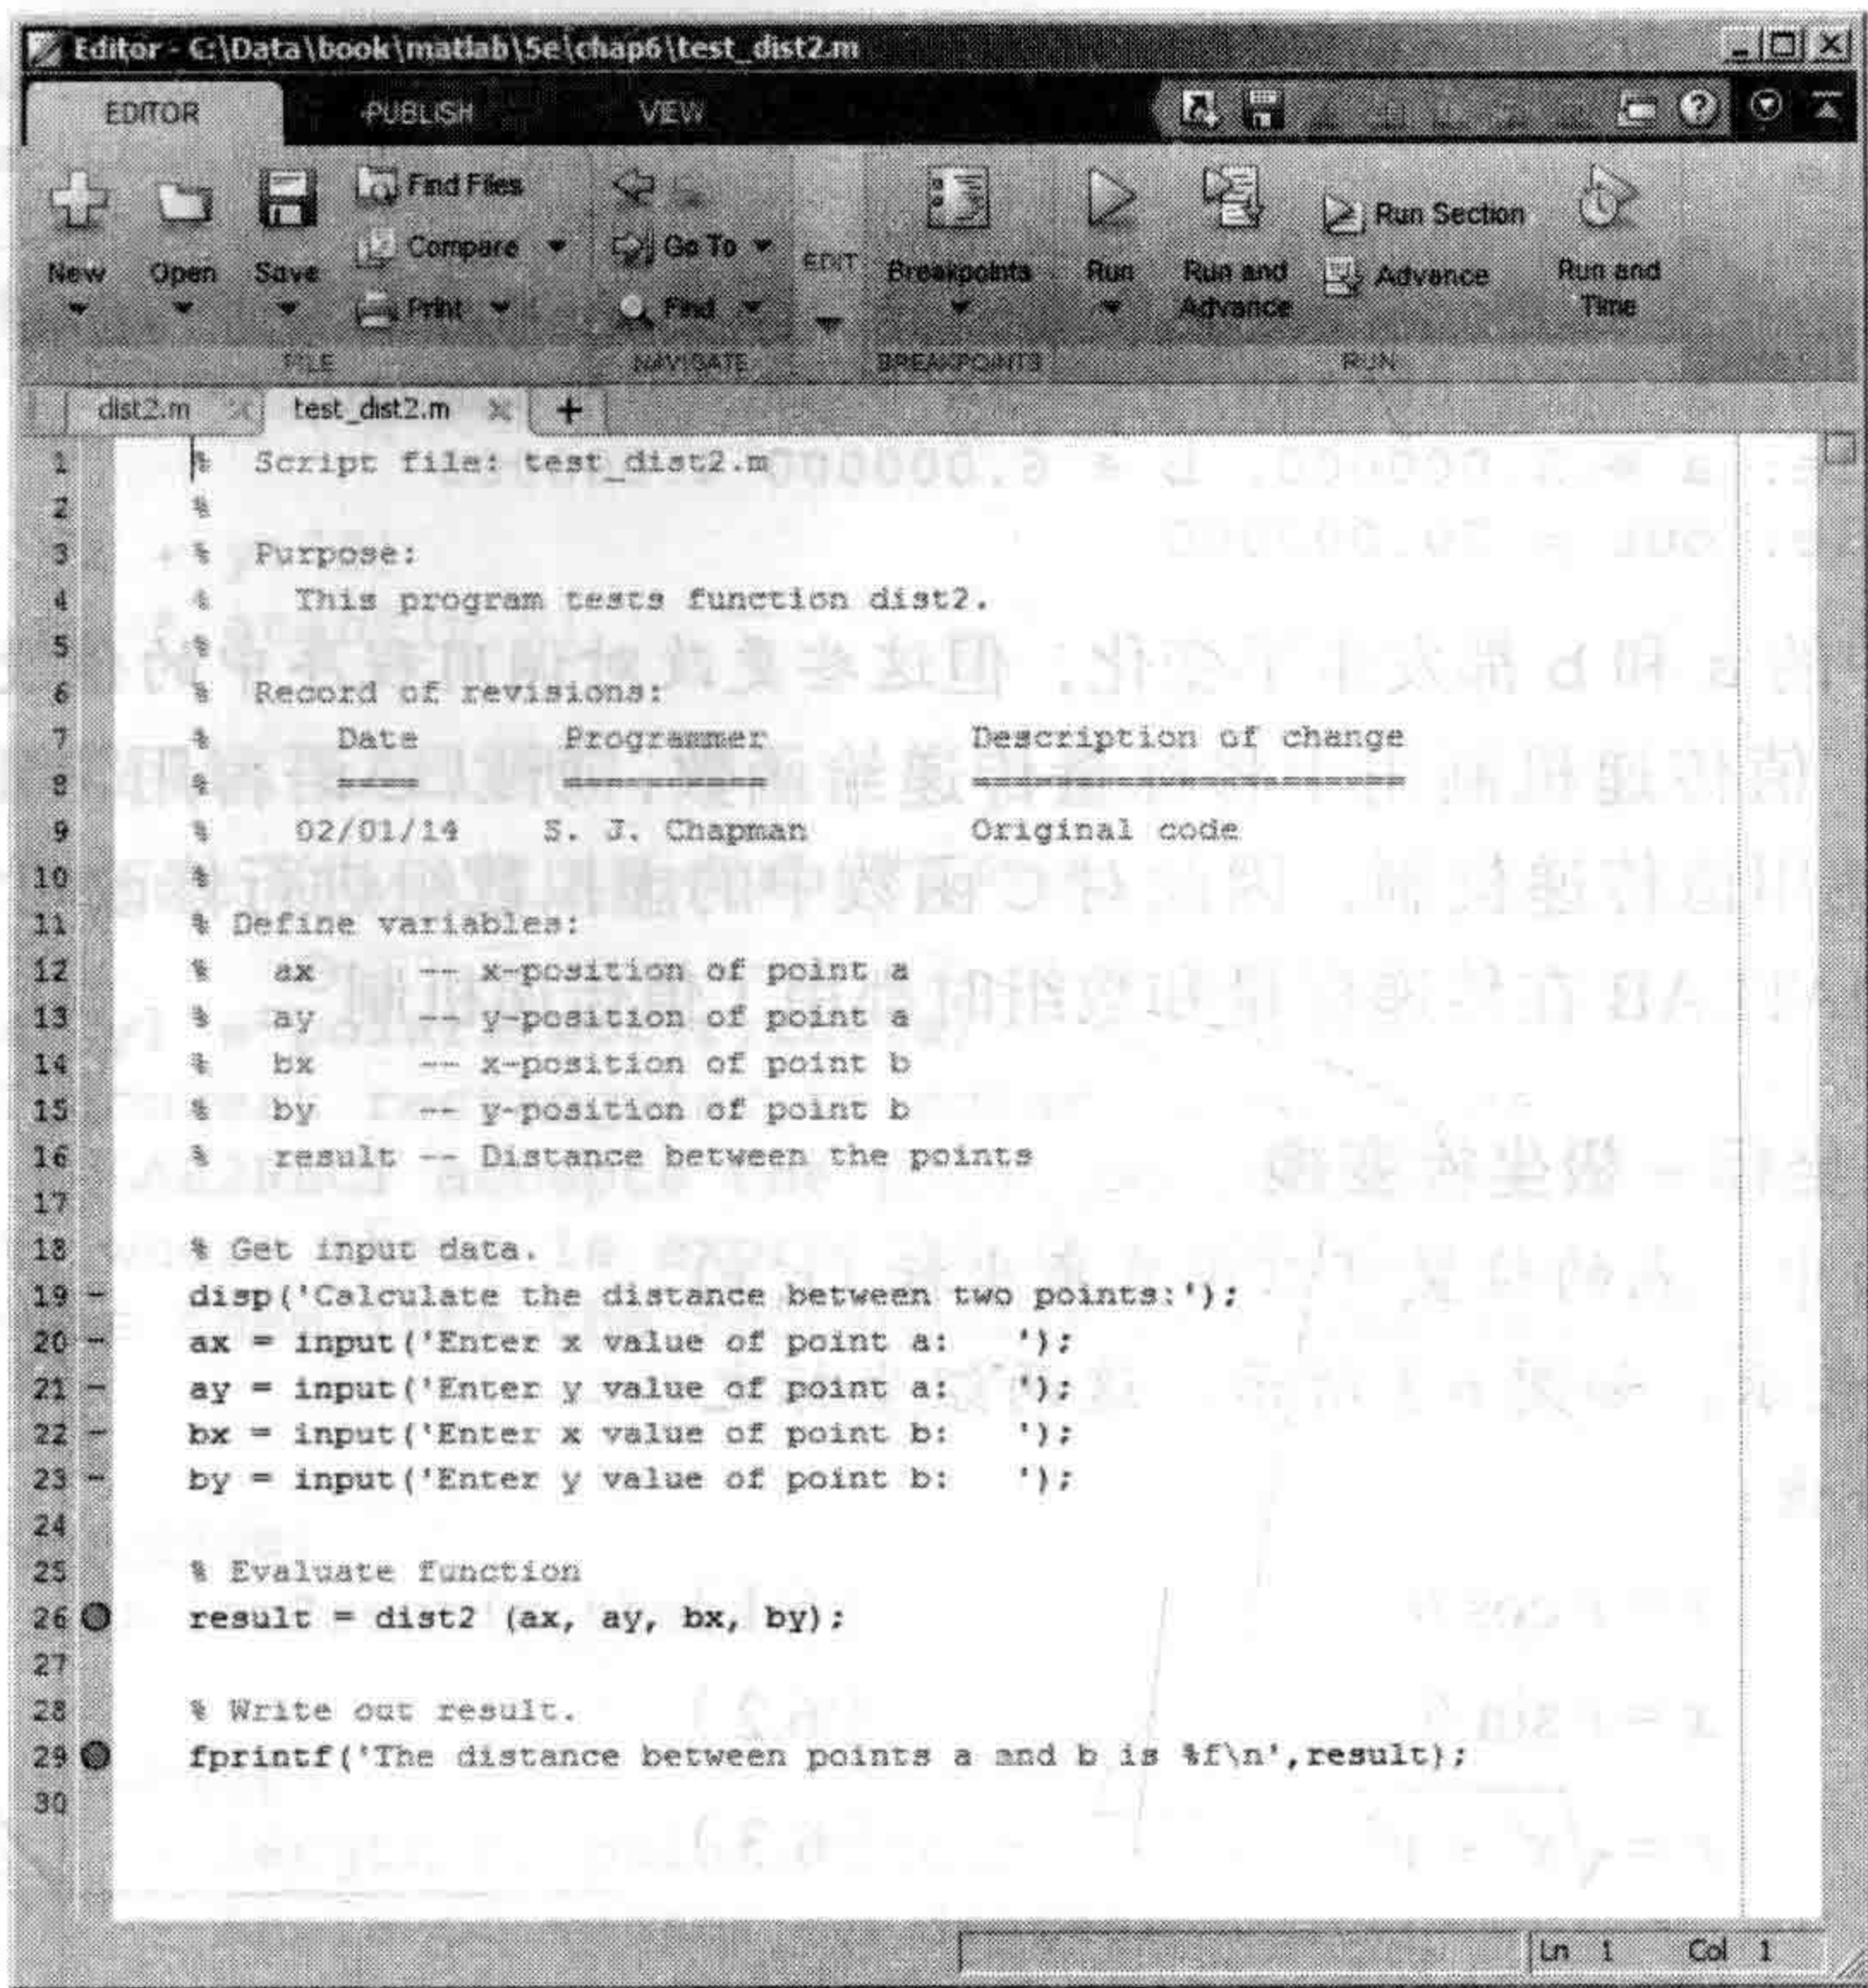 Editor - C:\Data\book\matlab\5e\chap6\test_dist2.m
EDITOR PUBLISH VIEW
New Open Save Find Files Compare Print
Go To Find
EDIT
Breakpoints
Run Run and Advance Run Section Advance Run and Time
FILE NAVIGATE BREAKPOINTS RUN
dist2.m test_dist2.m +
1 % Script file: test_dist2.m
2 %
3 % Purpose:
4 % This program tests function dist2.
5 %
6 % Record of revisions:
7 % Date Programmer Description of change
8 % ==== ========== =====================
9 % 02/01/14 S. J. Chapman Original code
10 %
11 % Define variables:
12 % ax -- x-position of point a
13 % ay -- y-position of point a
14 % bx -- x-position of point b
15 % by -- y-position of point b
16 % result -- Distance between the points
17
18 % Get input data.
19 - disp('Calculate the distance between two points:');
20 - ax = input('Enter x value of point a:   ');
21 - ay = input('Enter y value of point a:   ');
22 - bx = input('Enter x value of point b:   ');
23 - by = input('Enter y value of point b:   ');
24
25 % Evaluate function
26 result = dist2 (ax, ay, bx, by);
27
28 % Write out result.
29 fprintf('The distance between points a and b is %f\n',result);
30
Ln 1 Col 1